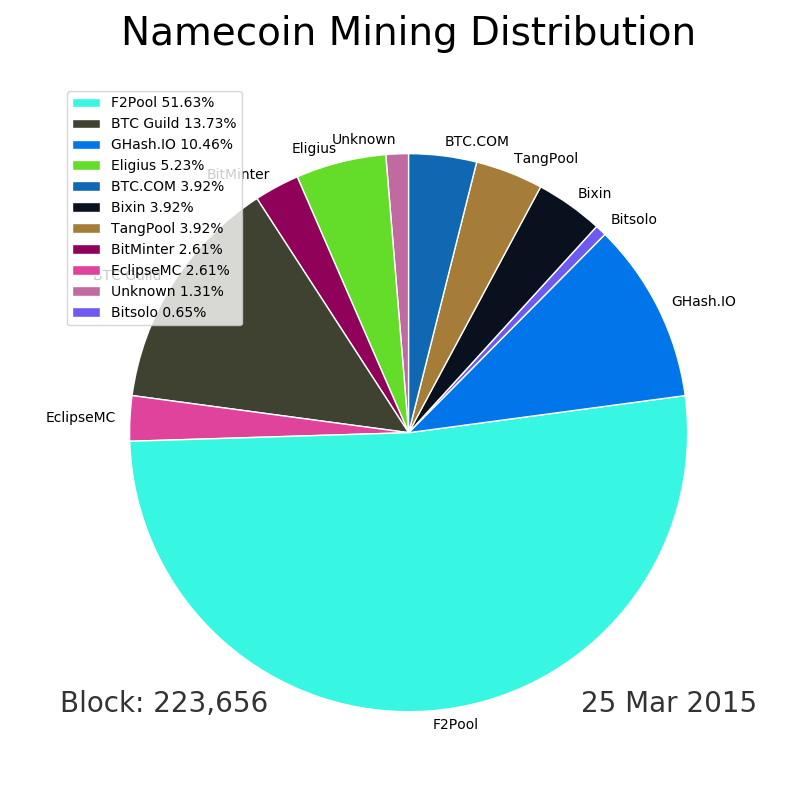 Namecoin Mining Distribution
F2Pool 51.63%
BTC Guild 13.73%
GHash.IO 10.46%
Eligius 5.23%
BTC.COM 3.92%
Bixin 3.92%
TangPool 3.92%
BitMinter 2.61%
EclipseMC 2.61%
Unknown 1.31%
Bitsolo 0.65%
Unknown
BTC.COM
Eligius
TangPool
BitMinter
Bixin
Bitsolo
BTC Guild
GHash.IO
EclipseMC
Block: 223,656
25 Mar 2015
F2Pool